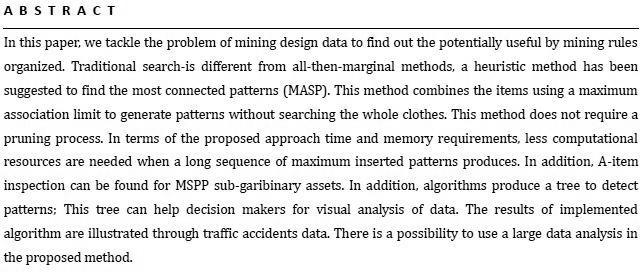 A B S T R A C T
In this paper, we tackle the problem of mining design data to find out the potentially useful by mining rules
organized. Traditional search-is different from all-then-marginal methods, a heuristic method has been
suggested to find the most connected patterns (MASP). This method combines the items using a maximum
association limit to generate patterns without searching the whole clothes. This method does not require a
pruning process. In terms of the proposed approach time and memory requirements, less computational
resources are needed when a long sequence of maximum inserted patterns produces. In addition, A-item
inspection can be found for MSPP sub-garibinary assets. In addition, algorithms produce a tree to detect
patterns; This tree can help decision makers for visual analysis of data. The results of implemented
algorithm are illustrated through traffic accidents data. There is a possibility to use a large data analysis in
the proposed method.